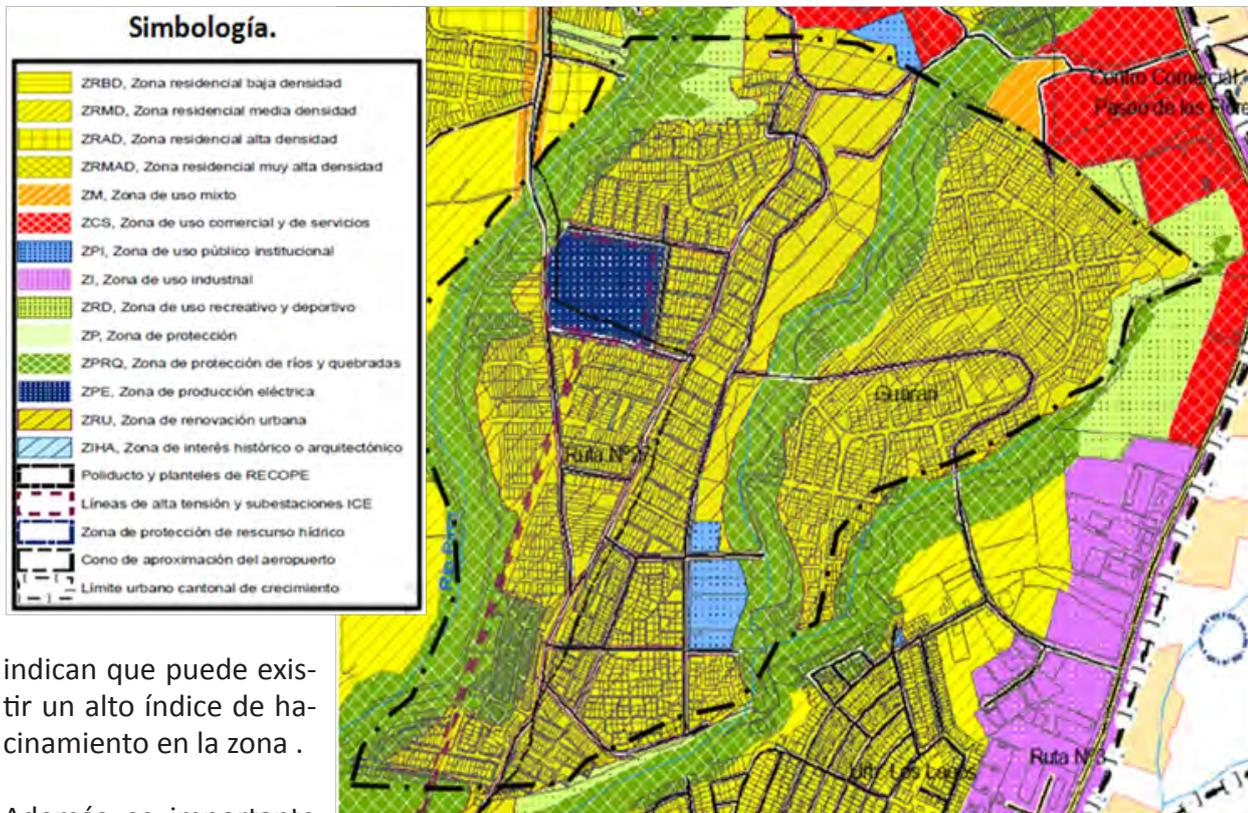 Simbología.
ZRBD, Zona residencial baja densidad
ZRMD, Zona residencial media densidad
ZRAD, Zona residencial alta densidad
ZRMAD, Zona residencial muy alta densidad
ZM, Zona de uso mixto
ZCS, Zona de uso comercial y de servicios
ZPI, Zona de uso público institucional
ZI, Zona de uso industrial
ZRD, Zona de uso recreativo y deportivo
ZP, Zona de protección
ZPRQ, Zona de protección de ríos y quebradas
ZPE, Zona de producción eléctrica
ZRU, Zona de renovación urbana
ZIHA, Zona de interés histórico o arquitectónico
Poliducto y planteles de RECOPE
Líneas de alta tensión y subestaciones ICE
Zona de protección de rescurso hídrico
Cono de aproximación del aeropuerto
Límite urbano cantonal de crecimiento
Centro Comercial
Paseo de las Flores
Guararí
Ruta Nº
Urb. Los Lagos
Ruta Nº3
indican que puede exis-
tir un alto índice de ha-
cinamiento en la zona .
Además es importante